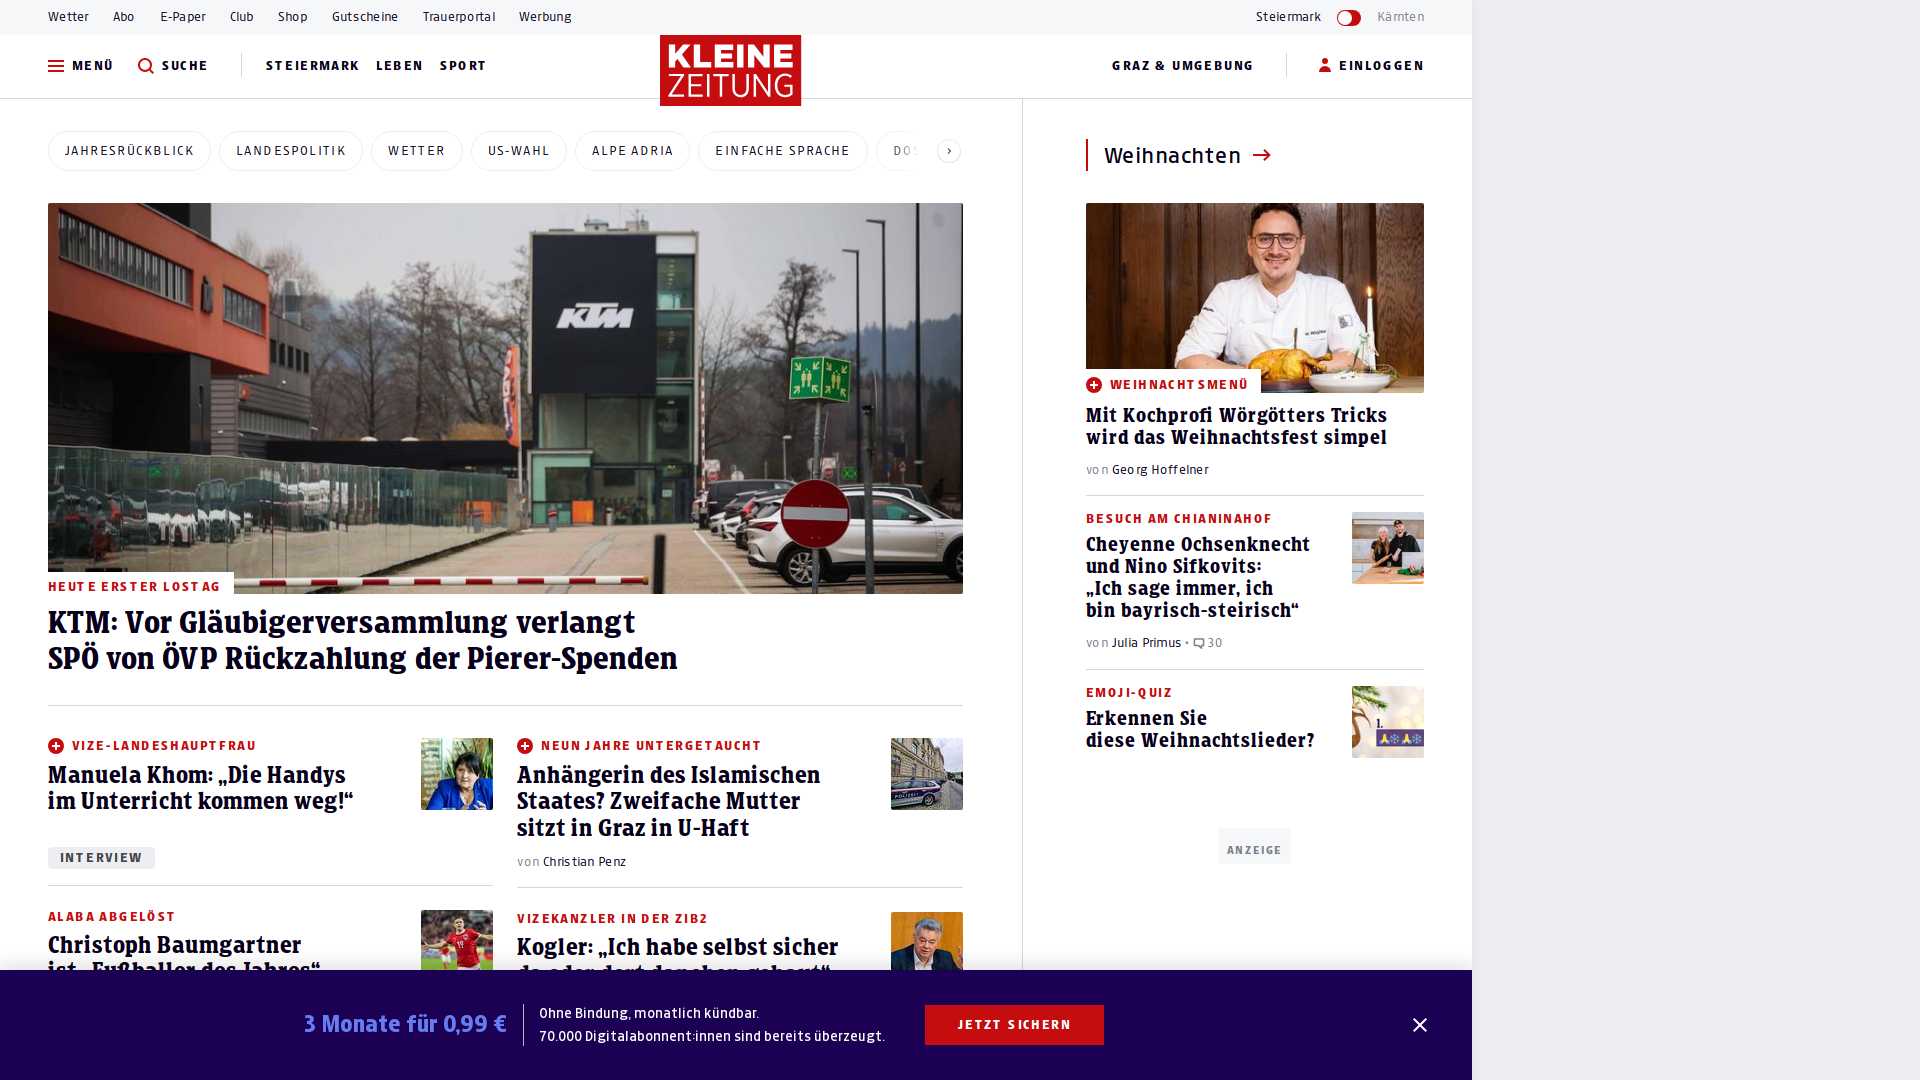 Wetter Abo E-Paper Club Shop Gutscheine Trauerportal Werbung Steiermark Kärnten
MENÜ SUCHE STEIERMARK LEBEN SPORT KLEINE ZEITUNG GRAZ & UMGEBUNG EINLOGGEN
JAHRESRÜCKBLICK LANDESPOLITIK WETTER US-WAHL ALPE ADRIA EINFACHE SPRACHE
KTM
HEUTE ERSTER LOSTAG
KTM: Vor Gläubigerversammlung verlangt
SPÖ von ÖVP Rückzahlung der Pierer-Spenden
VIZE-LANDESHAUPTFRAU
Manuela Khom: „Die Handys
im Unterricht kommen weg!“
INTERVIEW
NEUN JAHRE UNTERGETAUCHT
Anhängerin des Islamischen
Staates? Zweifache Mutter
sitzt in Graz in U-Haft
von Christian Penz
POLIZEI
ALABA ABGELÖST
Christoph Baumgartner
ist „Fußballer des Jahres“
VIZEKANZLER IN DER ZIB2
Kogler: „Ich habe selbst sicher
da oder dort daneben gehaut“
Weihnachten
WEIHNACHTSMENÜ
Mit Kochprofi Wörgötters Tricks
wird das Weihnachtsfest simpel
von Georg Hoffelner
BESUCH AM CHIANINAHOF
Cheyenne Ochsenknecht
und Nino Sifkovits:
„Ich sage immer, ich
bin bayrisch-steirisch“
von Julia Primus • 30
EMOJI-QUIZ
Erkennen Sie
diese Weihnachtslieder?
1.
ANZEIGE
3 Monate für 0,99 €
Ohne Bindung, monatlich kündbar.
70.000 Digitalabonnent:innen sind bereits überzeugt.
JETZT SICHERN